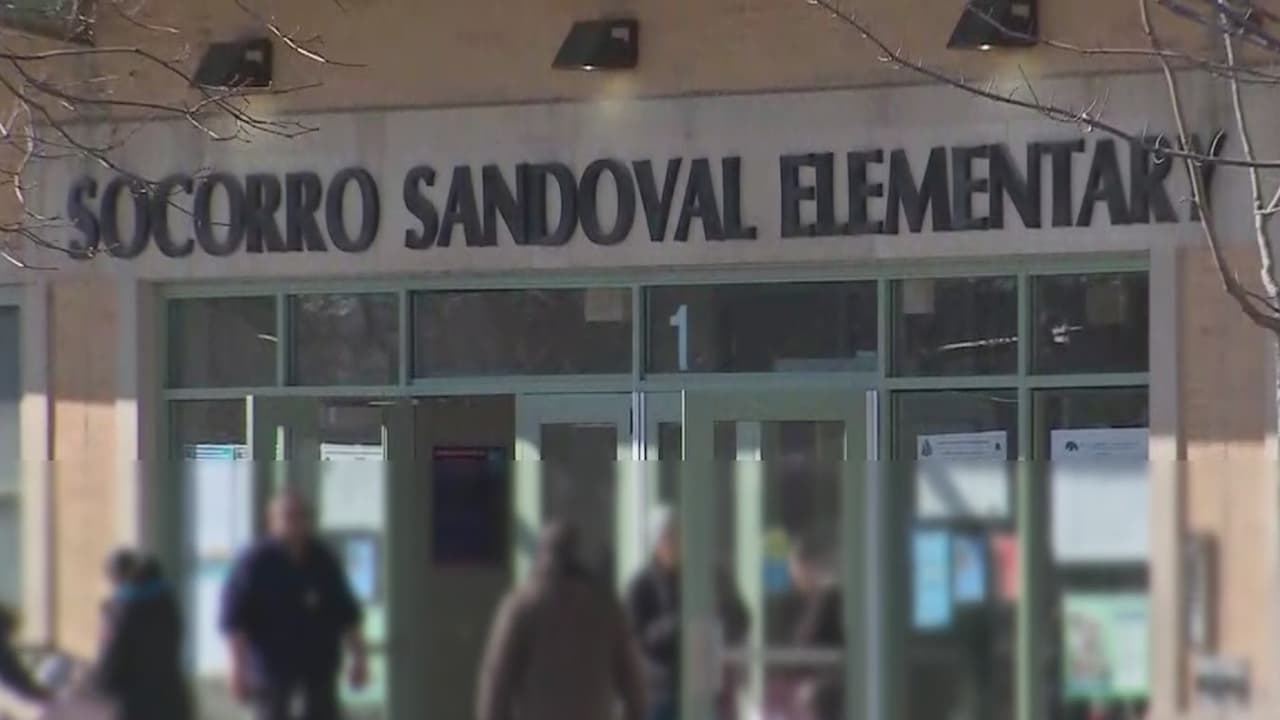 SOCORRO SANDOVAL ELEMENTARY
1